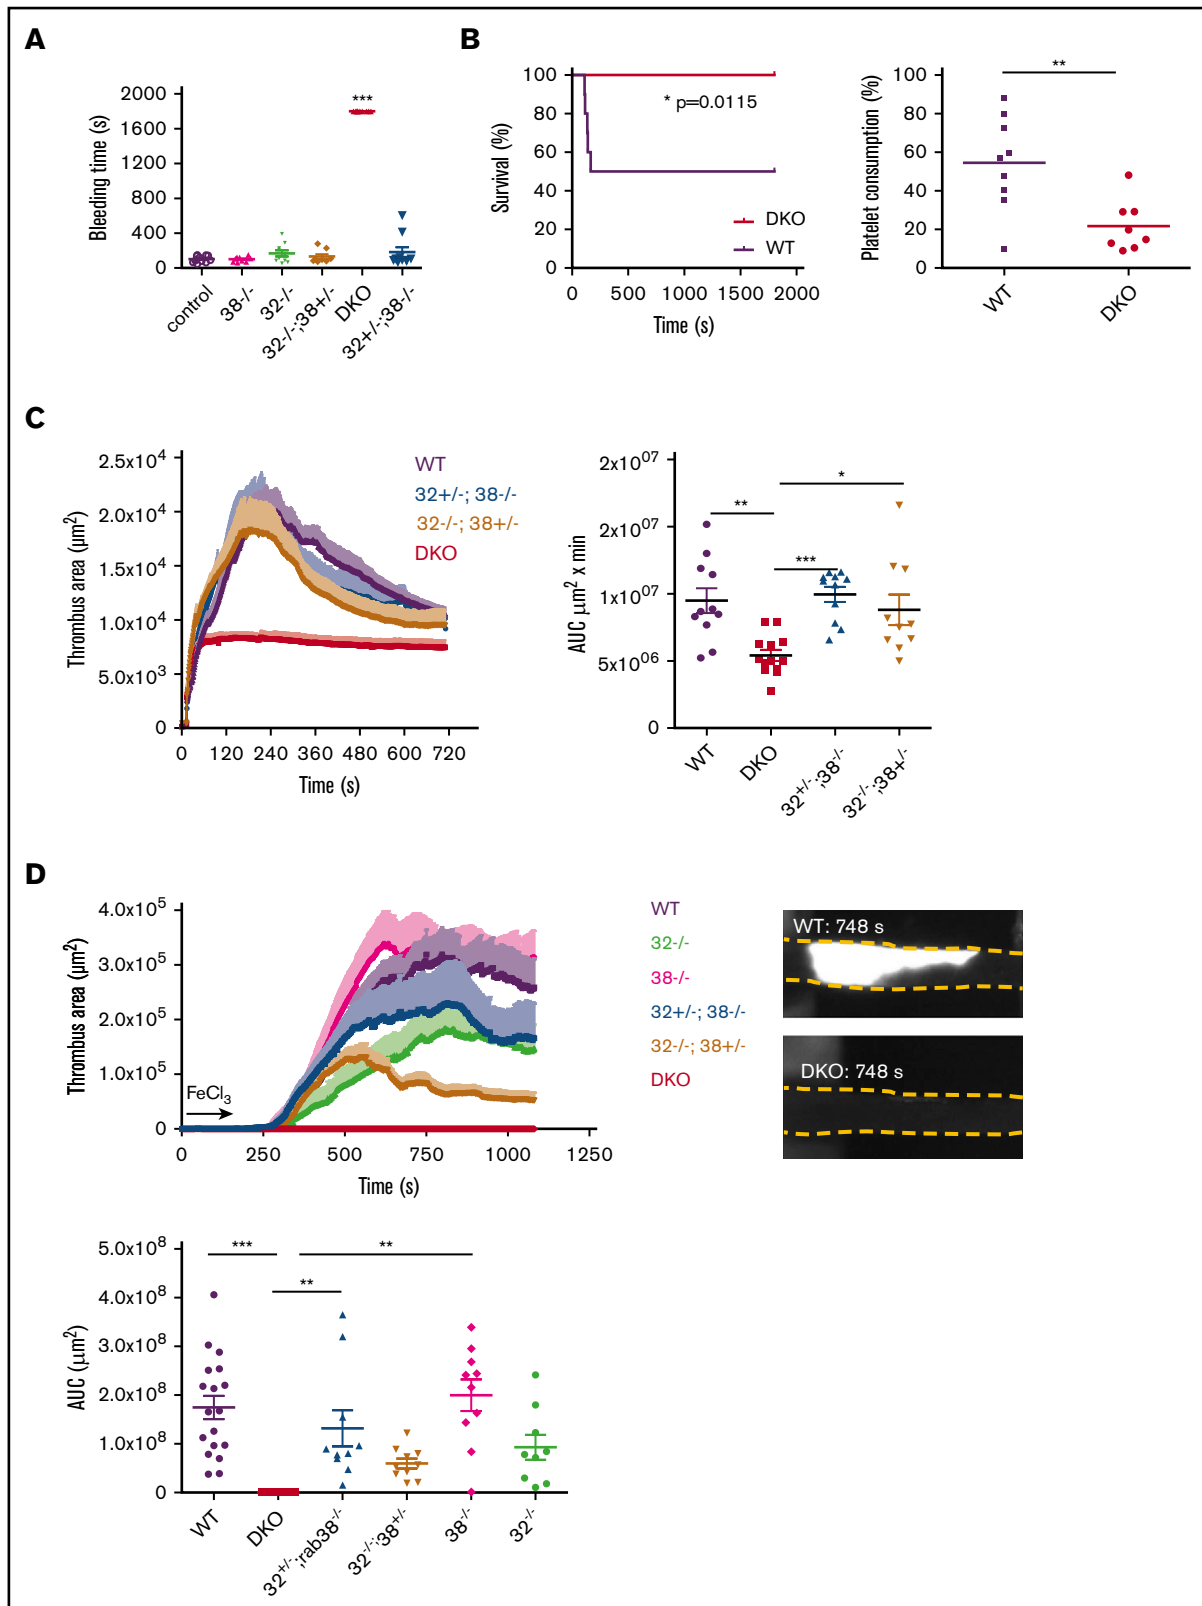 A
Bleeding time (s)
2000
1600
1200
800
400
0
***
control
38-/-
32-/-
32-/-;38+/-
DKO
32+/-;38-/-
B
Survival (%)
100
80
60
40
20
0
* p=0.0115
DKO
WT
0 500 1000 1500 2000
Time (s)
Platelet consumption (%)
100
80
60
40
20
0
**
WT
DKO
C
Thrombus area (µm²)
2.5x10⁴
2.0x10⁴
1.5x10⁴
1.0x10⁴
5.0x10³
0
0 120 240 360 480 600 720
Time (s)
WT
32+/-; 38-/-
32-/-; 38+/-
DKO
AUC µm² x min
2x10⁰⁷
2x10⁰⁷
1x10⁰⁷
5x10⁰⁶
0
*
**
***
WT
DKO
32⁺/⁻;38⁻/⁻
32⁻/⁻;38⁺/⁻
D
Thrombus area (µm²)
4.0x10⁵
3.0x10⁵
2.0x10⁵
1.0x10⁵
0
FeCl₃
0 250 500 750 1000 1250
Time (s)
WT
32-/-
38-/-
32+/-; 38-/-
32-/-; 38+/-
DKO
WT: 748 s
DKO: 748 s
AUC (µm²)
5.0x10⁸
4.0x10⁸
3.0x10⁸
2.0x10⁸
1.0x10⁸
0
***
**
**
WT
DKO
32⁺/⁻;rab38⁻/⁻
32⁻/⁻;38⁺/⁻
38⁻/⁻
32⁻/⁻